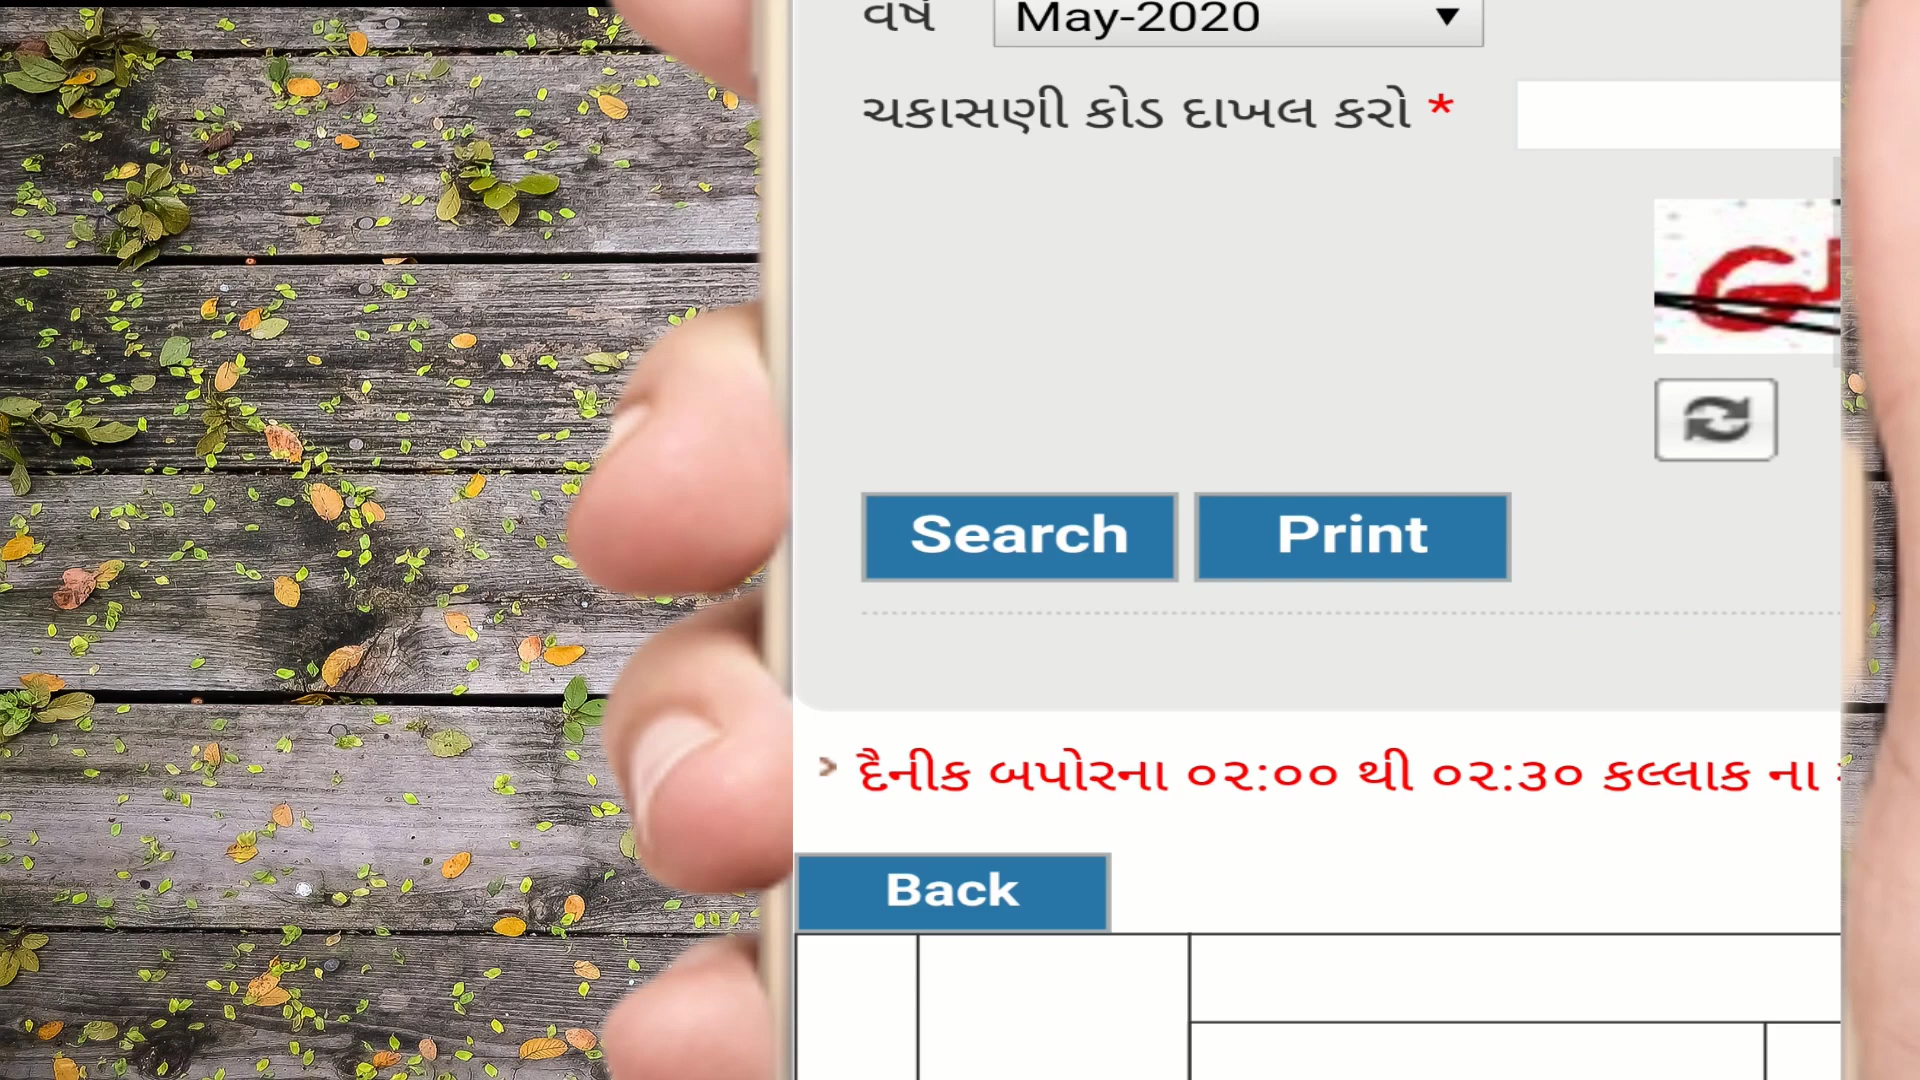 વર્ષ May-2020
ચકાસણી કોડ દાખલ કરો *
Search Print
દૈનીક બપોરના ૦૨:૦૦ થી ૦૨:૩૦ કલ્લાક ના
Back